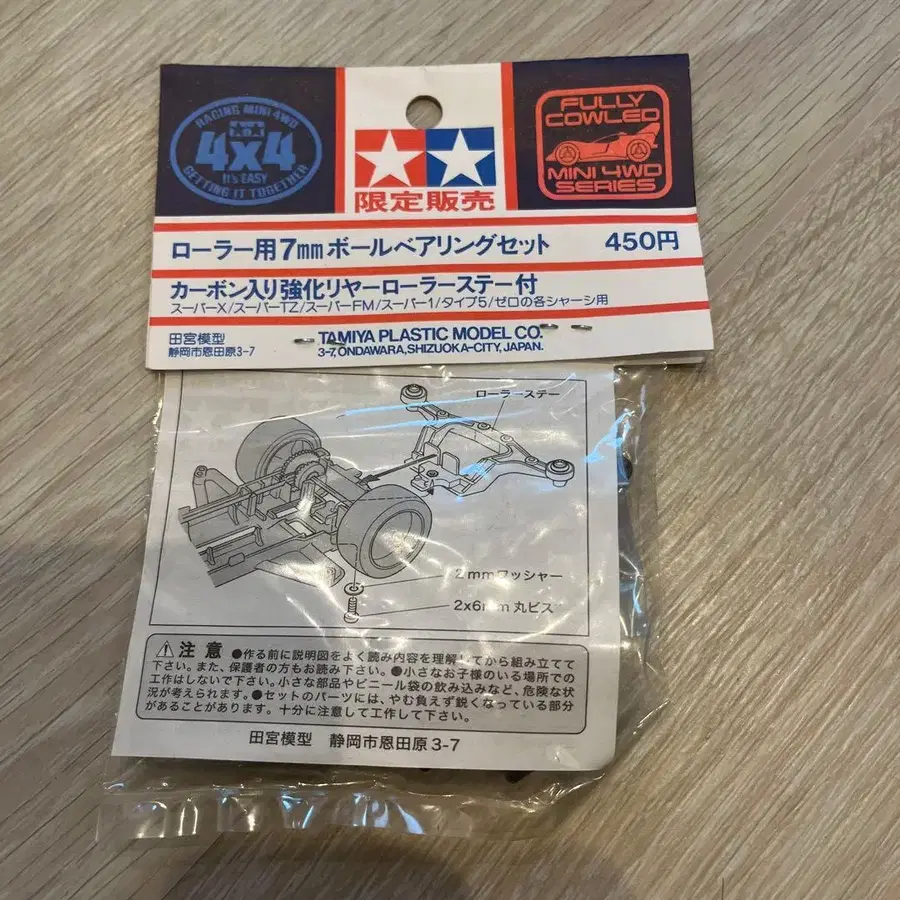 RACING MINI 4WD
4x4
It's EASY
GETTING IT TOGETHER
限定販売
FULLY
COWLED
MINI 4WD
SERIES
ローラー用7mmボールベアリングセット 450円
カーボン入り強化リヤーローラーステー付
スーパーX/スーパーTZ/スーパーFM/スーパー1/タイプ5/ゼロの各シャーシ用
田宮模型
静岡市恩田原3-7
TAMIYA PLASTIC MODEL CO.
3-7, ONDAWARA, SHIZUOKA-CITY, JAPAN.
ローラーステー
2mmワッシャー
2x6mm丸ビス
注意 ●作る前に説明図をよく読み内容を理解してから組み立てて
下さい。また、保護者の方もお読み下さい。●小さなお子様のいる場所での
工作はしないで下さい。小さな部品やビニール袋の飲み込みなど、危険な状
況が考えられます。●セットのパーツには、やむ負えず鋭くなっている部分
があることがあります。十分に注意して工作して下さい。
田宮模型 静岡市恩田原3-7